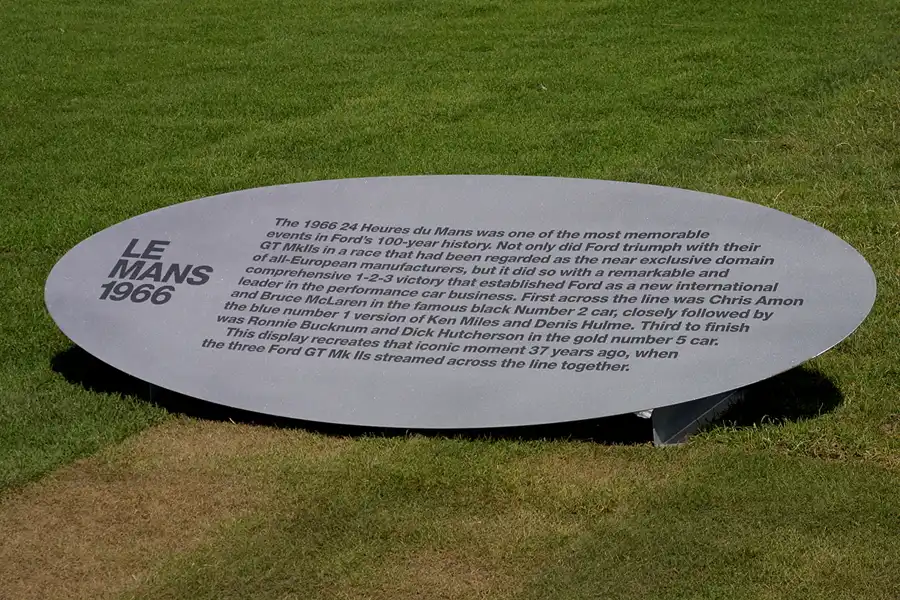 LE
MANS
1966
The 1966 24 Heures du Mans was one of the most memorable
events in Ford's 100-year history. Not only did Ford triumph with their
GT MkIIs in a race that had been regarded as the near exclusive domain
of all-European manufacturers, but it did so with a remarkable and
comprehensive 1-2-3 victory that established Ford as a new international
leader in the performance car business. First across the line was Chris Amon
and Bruce McLaren in the famous black Number 2 car, closely followed by
the blue number 1 version of Ken Miles and Denis Hulme. Third to finish
was Ronnie Bucknum and Dick Hutcherson in the gold number 5 car.
This display recreates that iconic moment 37 years ago, when
the three Ford GT Mk IIs streamed across the line together.